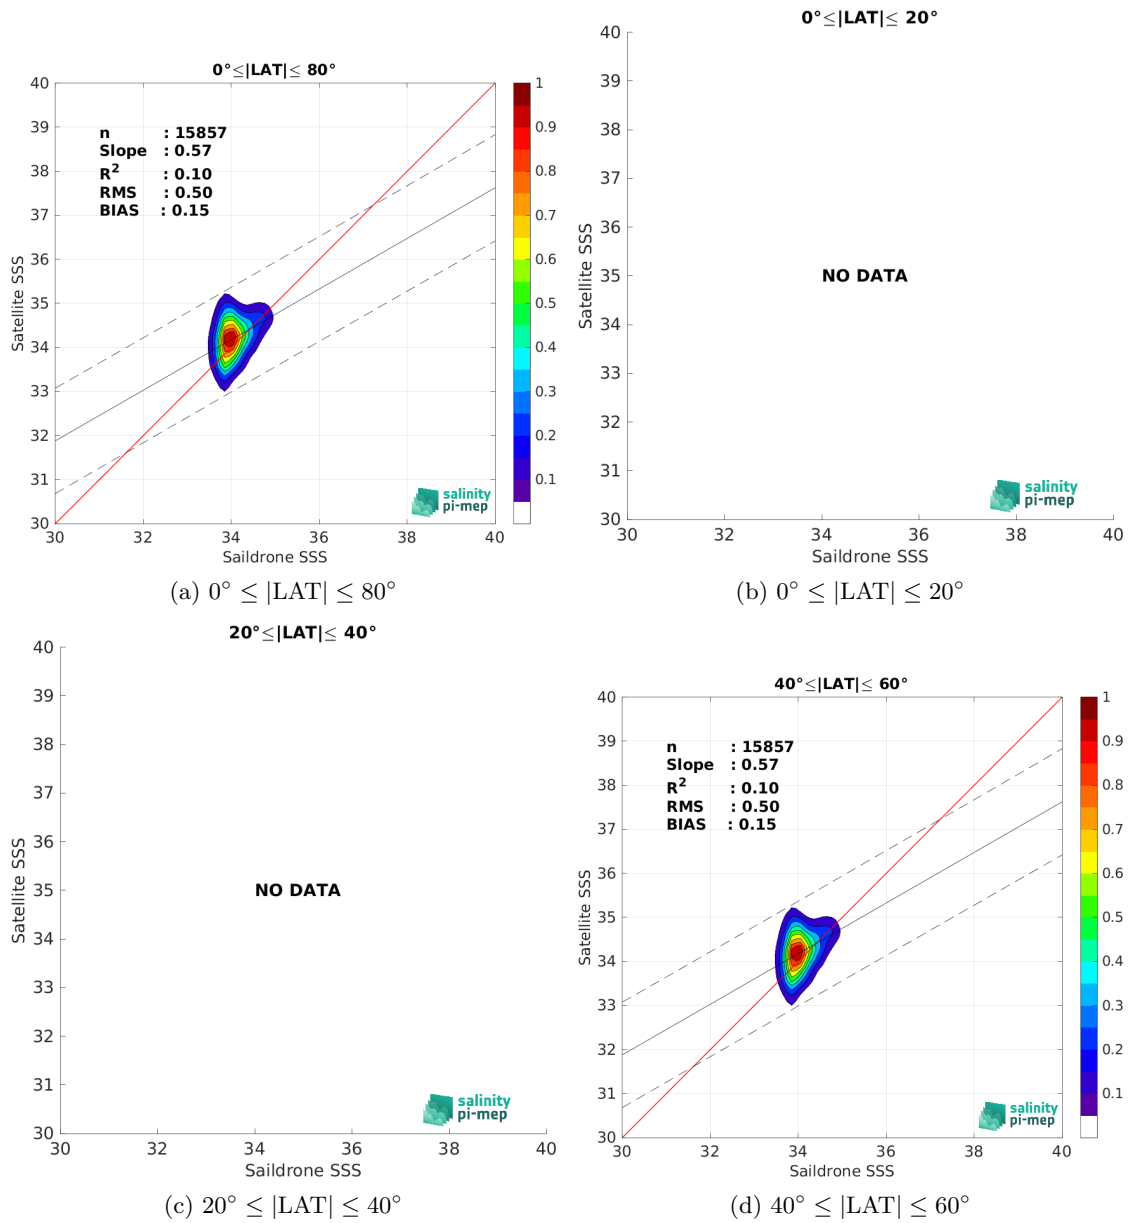 0°≤|LAT|≤ 80°
40
39
38
37
36
35
34
33
32
31
30
Satellite SSS
n : 15857
Slope : 0.57
R² : 0.10
RMS : 0.50
BIAS : 0.15
salinity
pi-mep
30 32 34 36 38 40
Saildrone SSS
1
0.9
0.8
0.7
0.6
0.5
0.4
0.3
0.2
0.1
(a) 0° ≤ |LAT| ≤ 80°
0°≤|LAT|≤ 20°
40
39
38
37
36
35
34
33
32
31
30
Satellite SSS
NO DATA
salinity
pi-mep
30 32 34 36 38 40
Saildrone SSS
(b) 0° ≤ |LAT| ≤ 20°
20°≤|LAT|≤ 40°
40
39
38
37
36
35
34
33
32
31
30
Satellite SSS
NO DATA
salinity
pi-mep
30 32 34 36 38 40
Saildrone SSS
(c) 20° ≤ |LAT| ≤ 40°
40°≤|LAT|≤ 60°
40
39
38
37
36
35
34
33
32
31
30
Satellite SSS
n : 15857
Slope : 0.57
R² : 0.10
RMS : 0.50
BIAS : 0.15
salinity
pi-mep
30 32 34 36 38 40
Saildrone SSS
1
0.9
0.8
0.7
0.6
0.5
0.4
0.3
0.2
0.1
(d) 40° ≤ |LAT| ≤ 60°